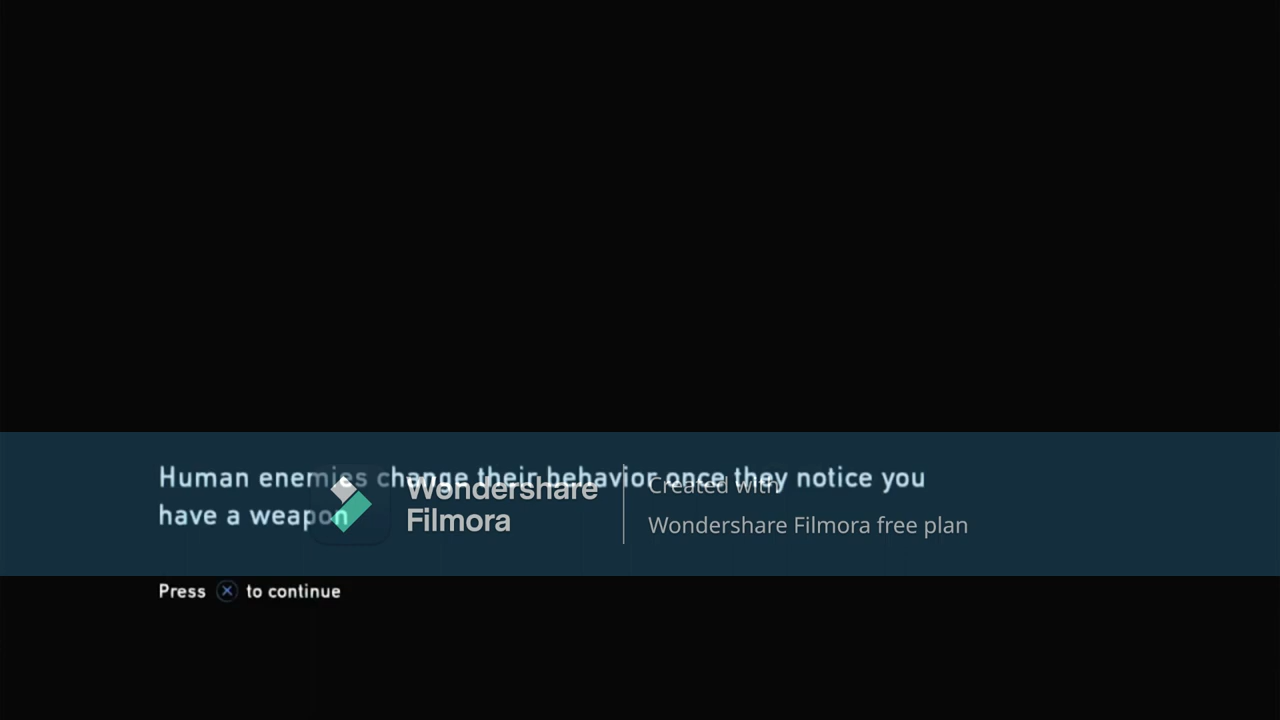 Human enemies change their behavior once they notice you
have a weapon
Wondershare
Filmora
Created with
Wondershare Filmora free plan
Press to continue